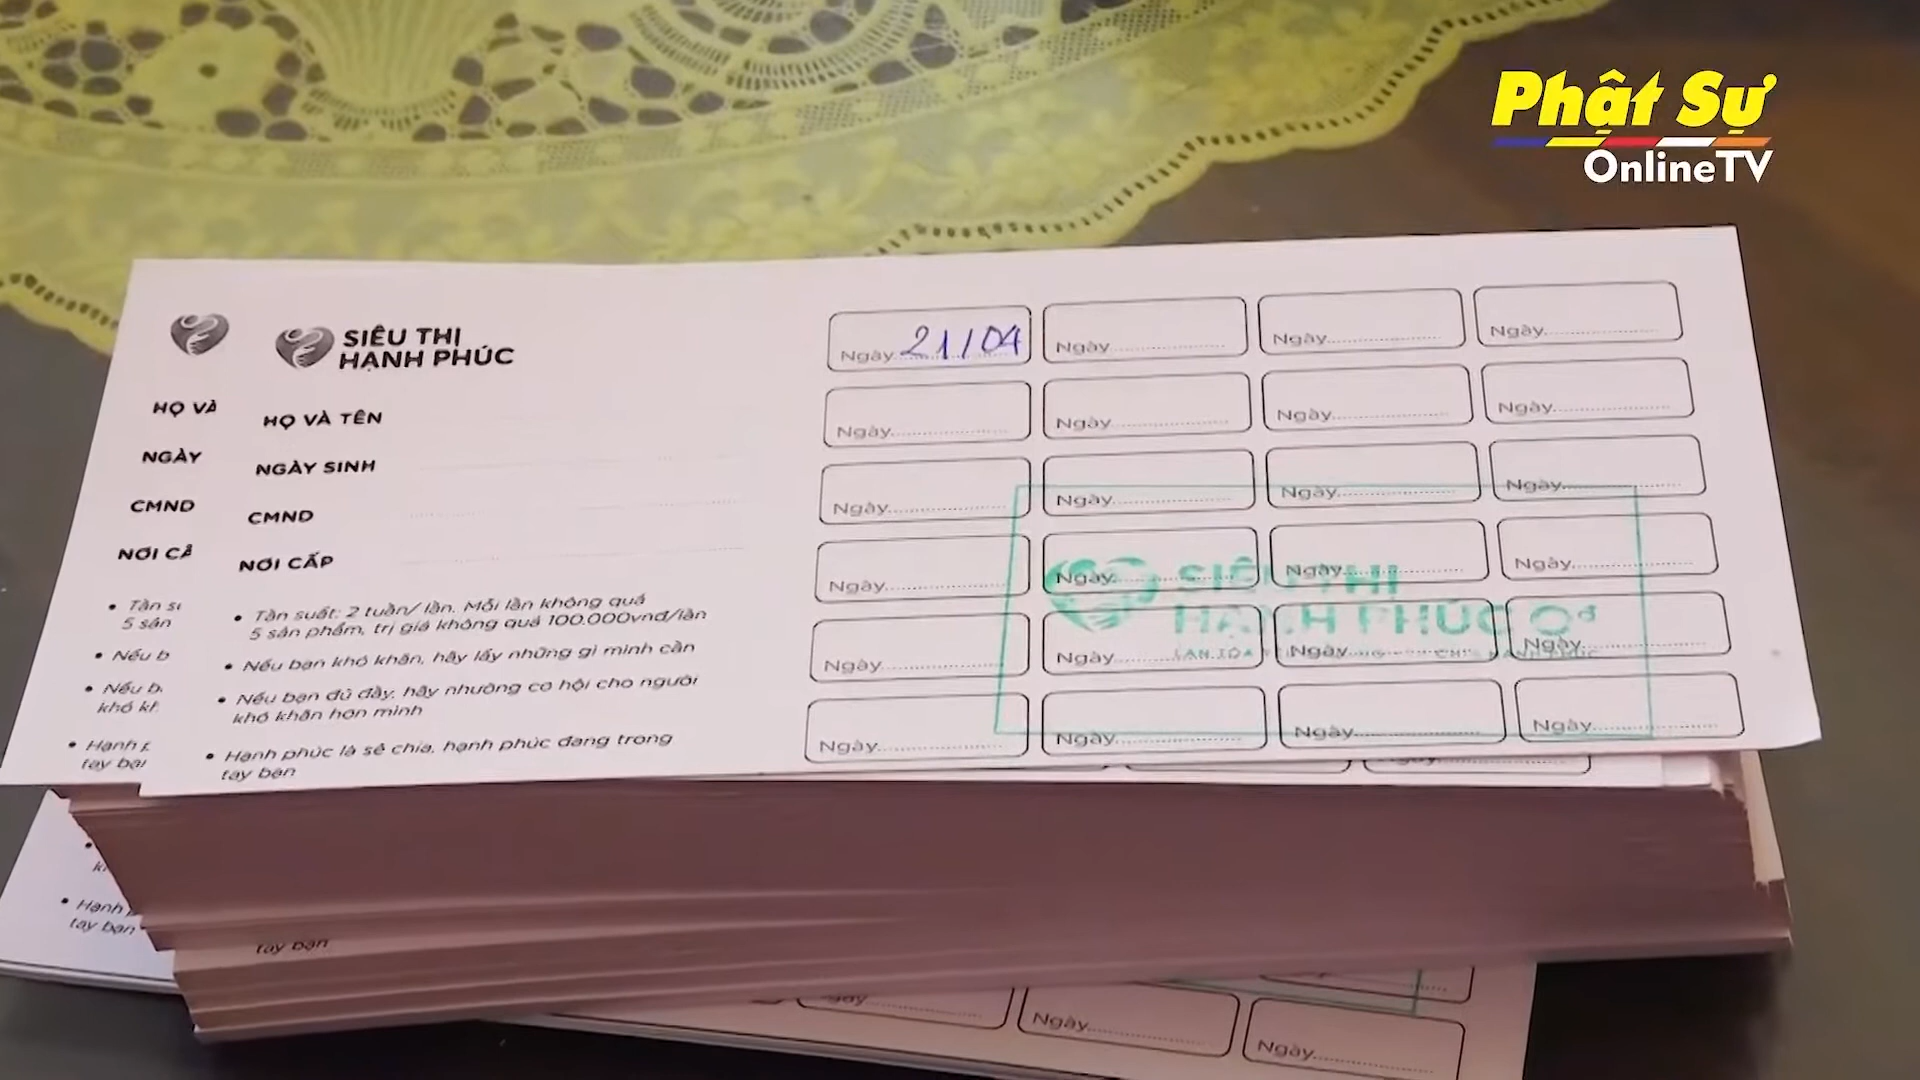 Phật Sự
OnlineTV
SIÊU THỊ
HẠNH PHÚC
HỌ VÀ
HỌ VÀ TÊN
NGÀY
NGÀY SINH
CMND
CMND
NƠI CẤ
NƠI CẤP
• Tần su
5 sản
• Tần suất: 2 tuần/ lần. Mỗi lần không quá
5 sản phẩm, trị giá không quá 100.000vnđ/lần
• Nếu b
• Nếu bạn khó khăn, hãy lấy những gì mình cần
• Nếu b
khó kh
• Nếu bạn đủ đầy, hãy nhường cơ hội cho người
khó khăn hơn mình
• Hạnh p
tay bạn
• Hạnh phúc là sẻ chia, hạnh phúc đang trong
tay bạn
Ngày 21/04 Ngày Ngày Ngày
Ngày Ngày Ngày Ngày
Ngày Ngày Ngày Ngày
Ngày Ngày Ngày Ngày
Ngày Ngày Ngày Ngày
Ngày Ngày Ngày Ngày
SIÊU THỊ
HẠNH PHÚC
• Hạnh
tay bạn
tay bạn
Ngày
Ngày
Ngày